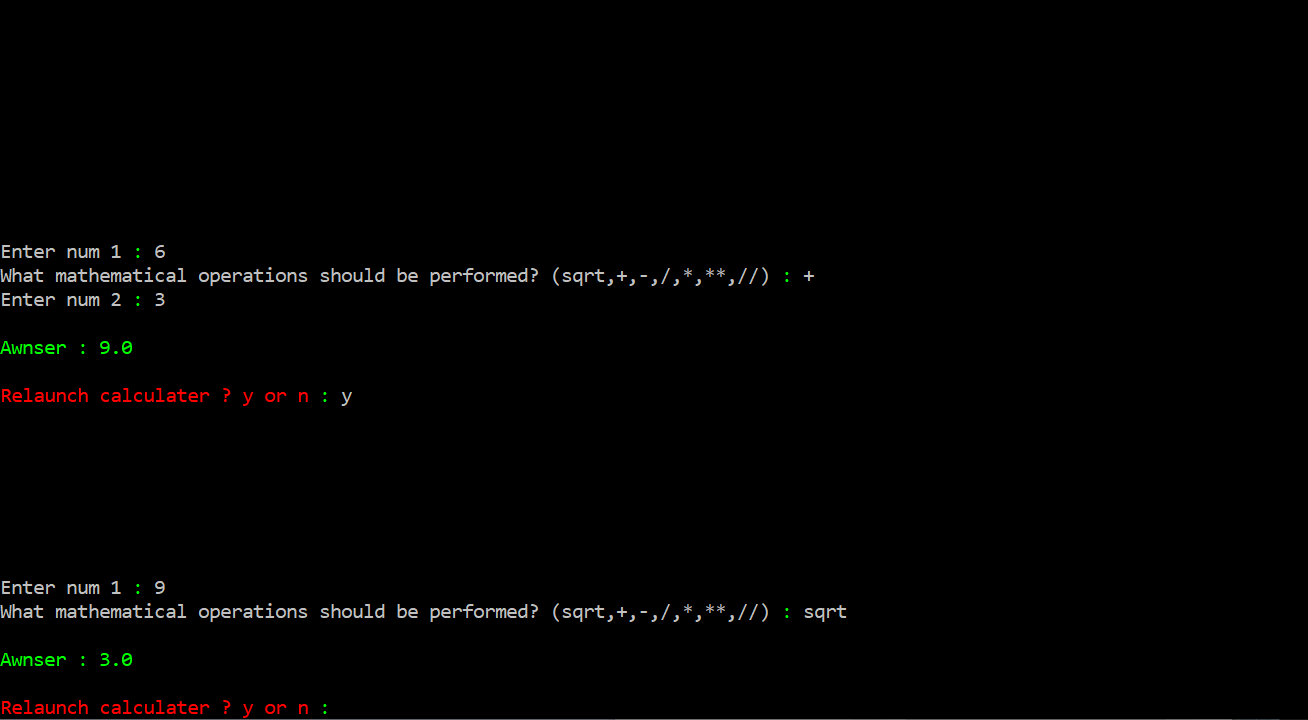 Enter num 1 : 6
What mathematical operations should be performed? (sqrt,+,-,/,*,**,//) : +
Enter num 2 : 3
Awnser : 9.0
Relaunch calculater ? y or n : y
Enter num 1 : 9
What mathematical operations should be performed? (sqrt,+,-,/,*,**,//) : sqrt
Awnser : 3.0
Relaunch calculater ? y or n :